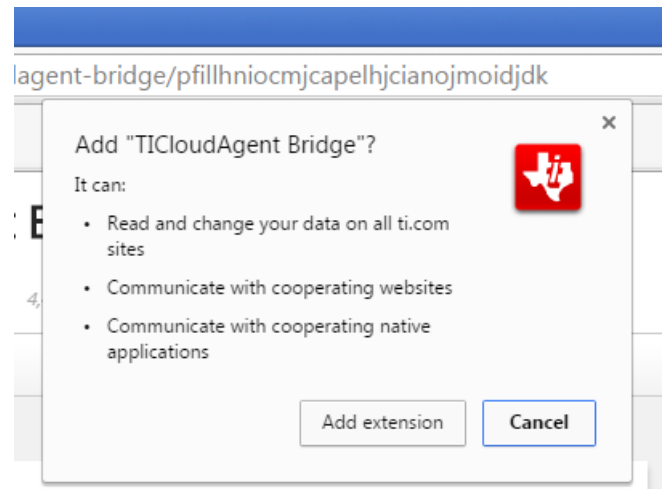 lagent-bridge/pfillhniocmjcapelhjcianojmoidjdk
Add "TICloudAgent Bridge"?
It can:
• Read and change your data on all ti.com
sites
• Communicate with cooperating websites
• Communicate with cooperating native
applications
Add extension
Cancel